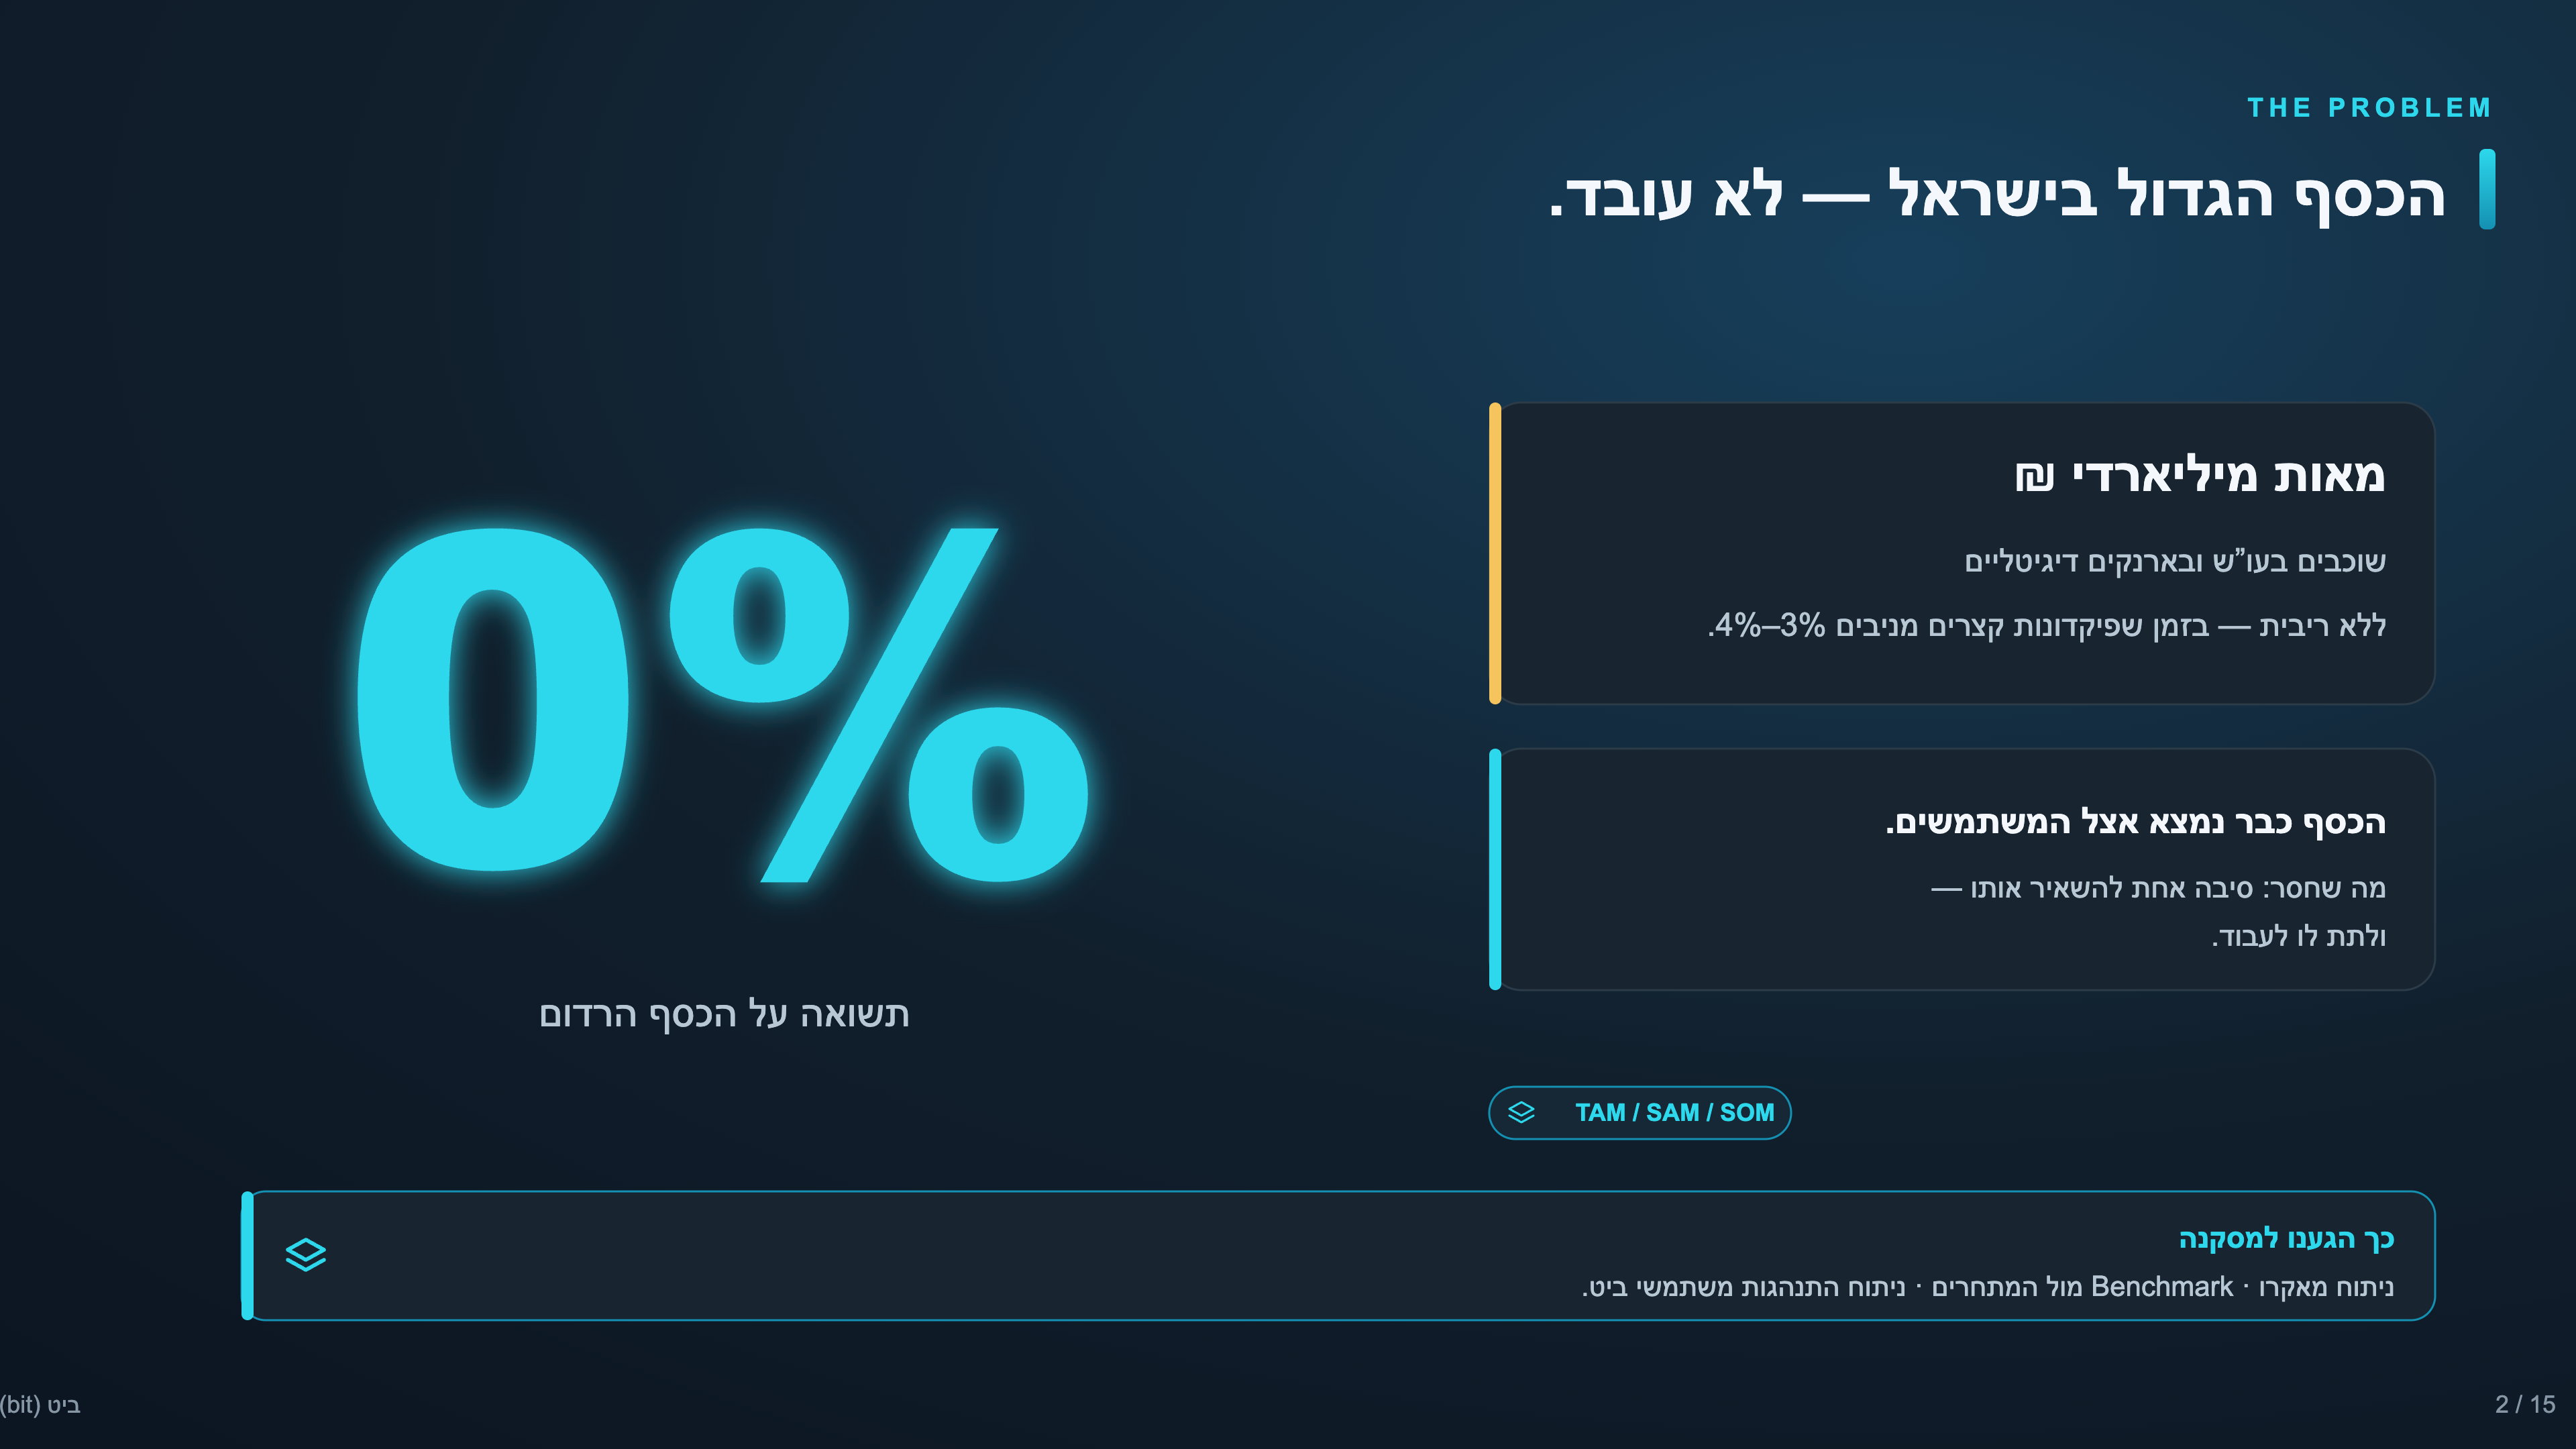 THE PROBLEM
הכסף הגדול בישראל — לא עובד.
מאות מיליארדי ₪
שוכבים בעו”ש ובארנקים דיגיטליים
ללא ריבית — בזמן שפיקדונות קצרים מניבים 3%–4%.
הכסף כבר נמצא אצל המשתמשים.
מה שחסר: סיבה אחת להשאיר אותו —
ולתת לו לעבוד.
0%
תשואה על הכסף הרדום
TAM / SAM / SOM
כך הגענו למסקנה
ניתוח מאקרו · Benchmark מול המתחרים · ניתוח התנהגות משתמשי ביט.
2 / 15
ביט (bit)